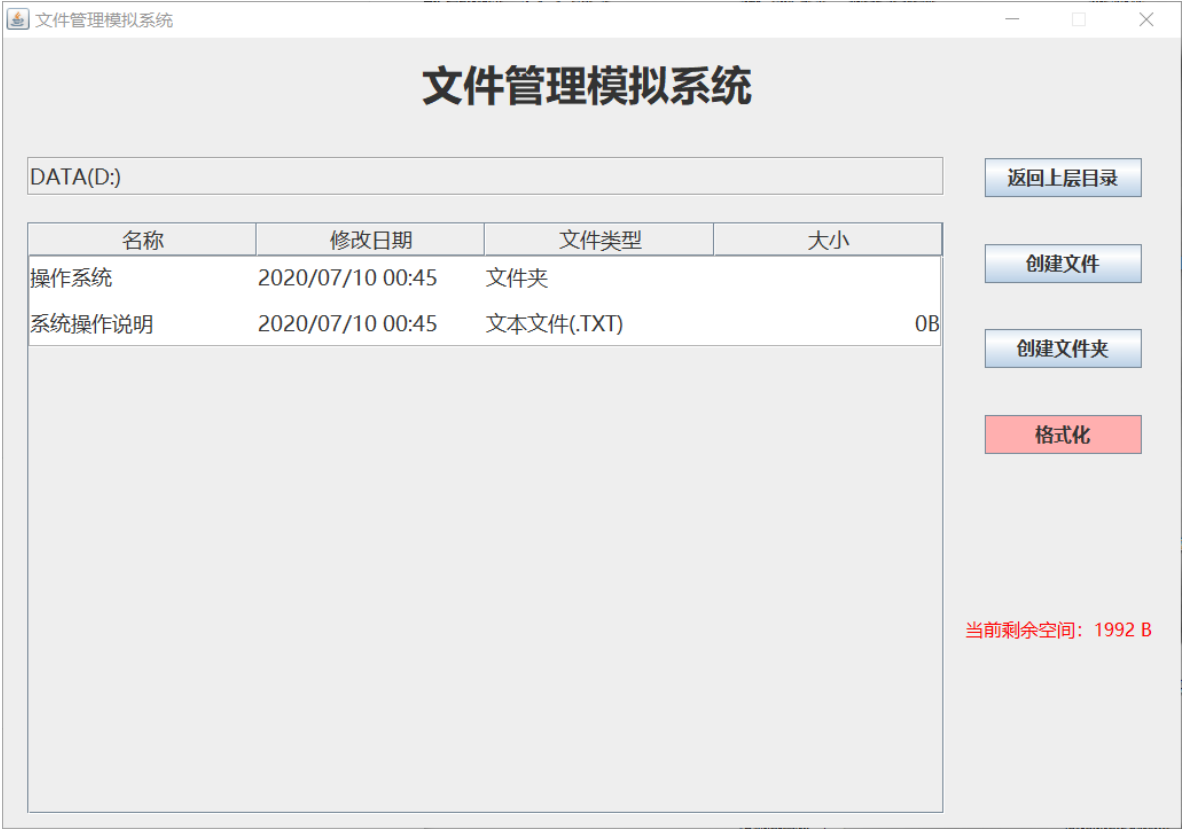 文件管理模拟系统
文件管理模拟系统
DATA(D:)
返回上层目录
名称 修改日期 文件类型 大小
创建文件
操作系统 2020/07/10 00:45 文件夹
系统操作说明 2020/07/10 00:45 文本文件(.TXT) 0B
创建文件夹
格式化
当前剩余空间：1992 B